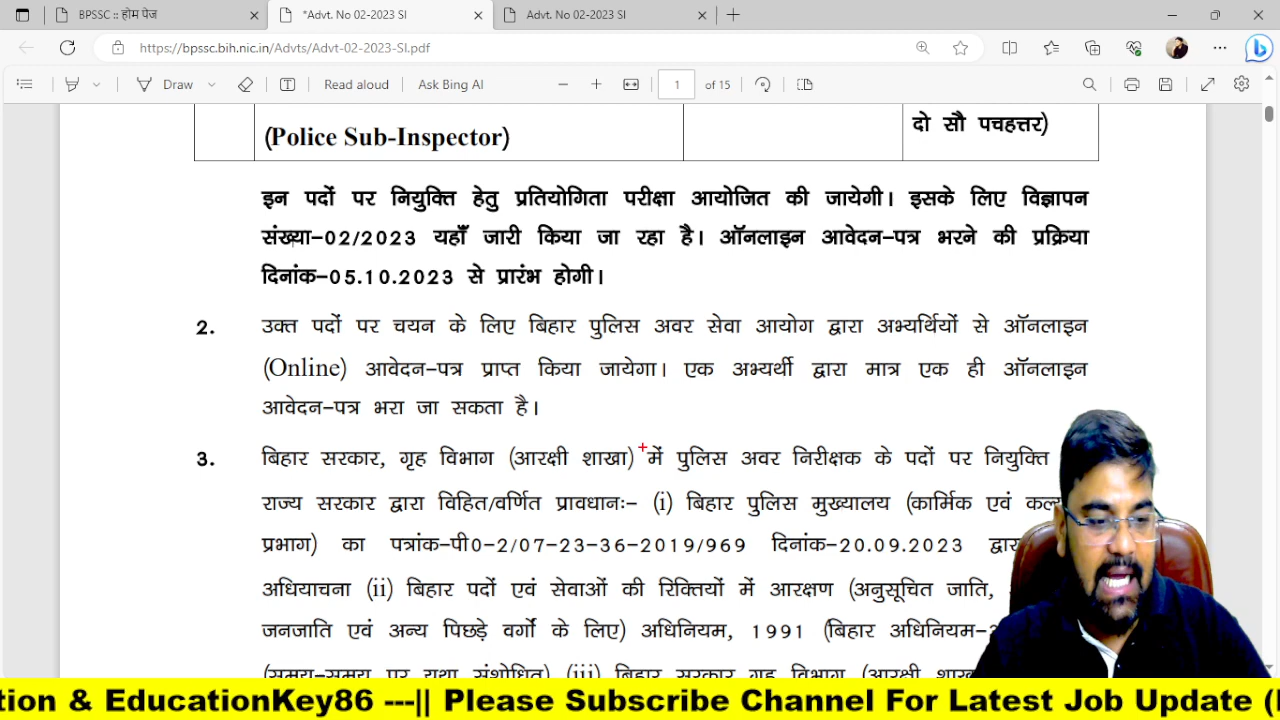 BPSSC :: होम पेज
*Advt. No 02-2023 SI
Advt. No 02-2023 SI
https://bpssc.bih.nic.in/Advts/Advt-02-2023-SI.pdf
Draw
Read aloud
Ask Bing AI
1 of 15
(Police Sub-Inspector)
दो सौ पचहत्तर)
इन पदों पर नियुक्ति हेतु प्रतियोगिता परीक्षा आयोजित की जायेगी। इसके लिए विज्ञापन
संख्या-02/2023 यहाँ जारी किया जा रहा है। ऑनलाइन आवेदन-पत्र भरने की प्रक्रिया
दिनांक-05.10.2023 से प्रारंभ होगी।
2. उक्त पदों पर चयन के लिए बिहार पुलिस अवर सेवा आयोग द्वारा अभ्यर्थियों से ऑनलाइन
(Online) आवेदन-पत्र प्राप्त किया जायेगा। एक अभ्यर्थी द्वारा मात्र एक ही ऑनलाइन
आवेदन-पत्र भरा जा सकता है।
3. बिहार सरकार, गृह विभाग (आरक्षी शाखा) में पुलिस अवर निरीक्षक के पदों पर नियुक्ति
राज्य सरकार द्वारा विहित/वर्णित प्रावधानः- (i) बिहार पुलिस मुख्यालय (कार्मिक एवं
प्रभाग) का पत्रांक-पी0-2/07-23-36-2019/969 दिनांक-20.09.2023
अधियाचना (ii) बिहार पदों एवं सेवाओं की रिक्तियों में आरक्षण (अनुसूचित जाति,
जनजाति एवं अन्य पिछड़े वर्गों के लिए) अधिनियम, 1991 (बिहार अधिनियम-
(समय-समय पर यथा संशोधित) (iii) बिहार सरकार गृह विभाग (आरक्षी
tion & EducationKey86 ---|| Please Subscribe Channel For Latest Job Update (